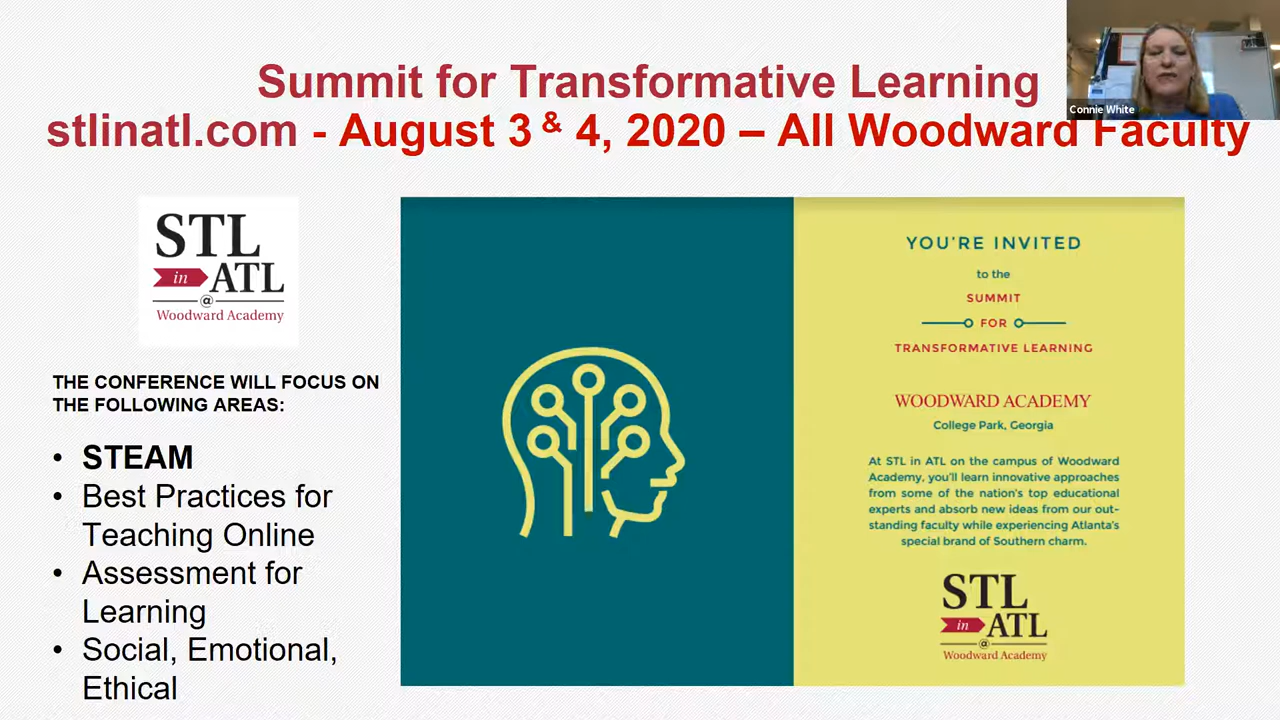 Summit for Transformative Learning
stlinatl.com - August 3 & 4, 2020 – All Woodward Faculty
Connie White
STL
in ATL
@
Woodward Academy
THE CONFERENCE WILL FOCUS ON
THE FOLLOWING AREAS:
• STEAM
• Best Practices for
Teaching Online
• Assessment for
Learning
• Social, Emotional,
Ethical
YOU'RE INVITED
to the
SUMMIT
FOR
TRANSFORMATIVE LEARNING
WOODWARD ACADEMY
College Park, Georgia
At STL in ATL on the campus of Woodward
Academy, you'll learn innovative approaches
from some of the nation's top educational
experts and absorb new ideas from our out-
standing faculty while experiencing Atlanta's
special brand of Southern charm.
STL
in ATL
@
Woodward Academy